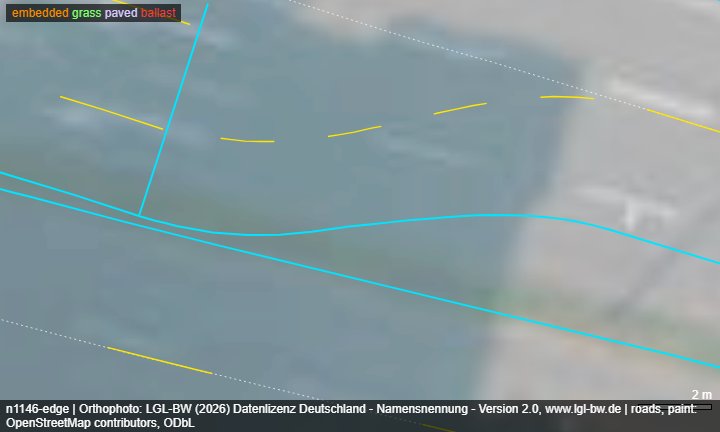 embedded grass paved ballast
2 m
n1146-edge | Orthophoto: LGL-BW (2026) Datenlizenz Deutschland - Namensnennung - Version 2.0, www.lgl-bw.de | roads, paint:
OpenStreetMap contributors, ODbL